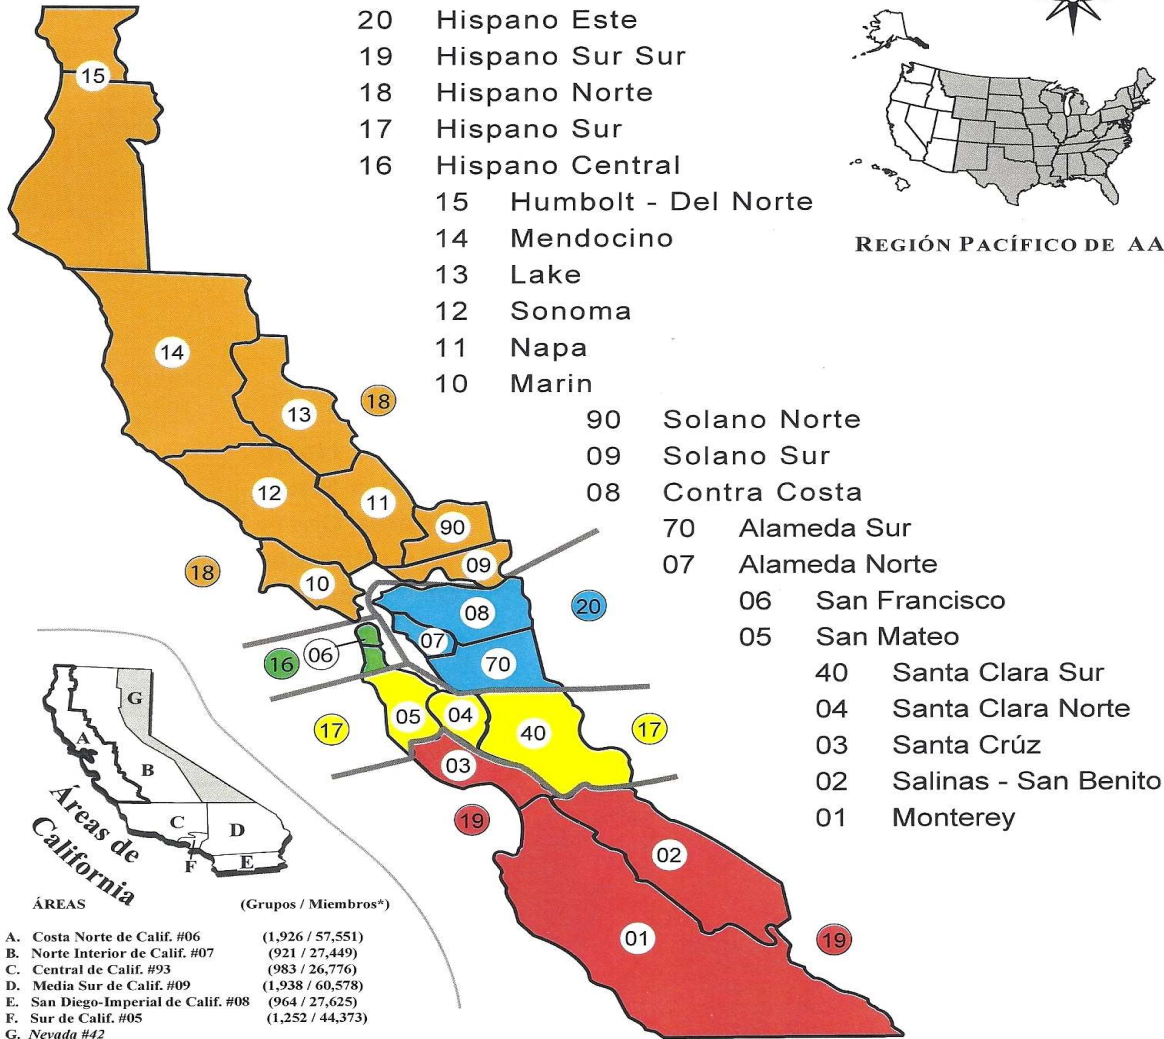 20 Hispano Este
19 Hispano Sur Sur
18 Hispano Norte
17 Hispano Sur
16 Hispano Central
15 Humbolt - Del Norte
14 Mendocino
13 Lake
12 Sonoma
11 Napa
10 Marin
90 Solano Norte
09 Solano Sur
08 Contra Costa
70 Alameda Sur
07 Alameda Norte
06 San Francisco
05 San Mateo
40 Santa Clara Sur
04 Santa Clara Norte
03 Santa Crúz
02 Salinas - San Benito
01 Monterey
REGIÓN PACÍFICO DE AA
15
14
13
18
12
11
90
09
18
10
08
20
07
06
16
70
17
05
04
40
17
03
19
02
01
19
G
A
B
C
D
F
E
Áreas de
California
ÁREAS (Grupos / Miembros*)
A. Costa Norte de Calif. #06 (1,926 / 57,551)
B. Norte Interior de Calif. #07 (921 / 27,449)
C. Central de Calif. #93 (983 / 26,776)
D. Media Sur de Calif. #09 (1,938 / 60,578)
E. San Diego-Imperial de Calif. #08 (964 / 27,625)
F. Sur de Calif. #05 (1,252 / 44,373)
G. Nevada #42